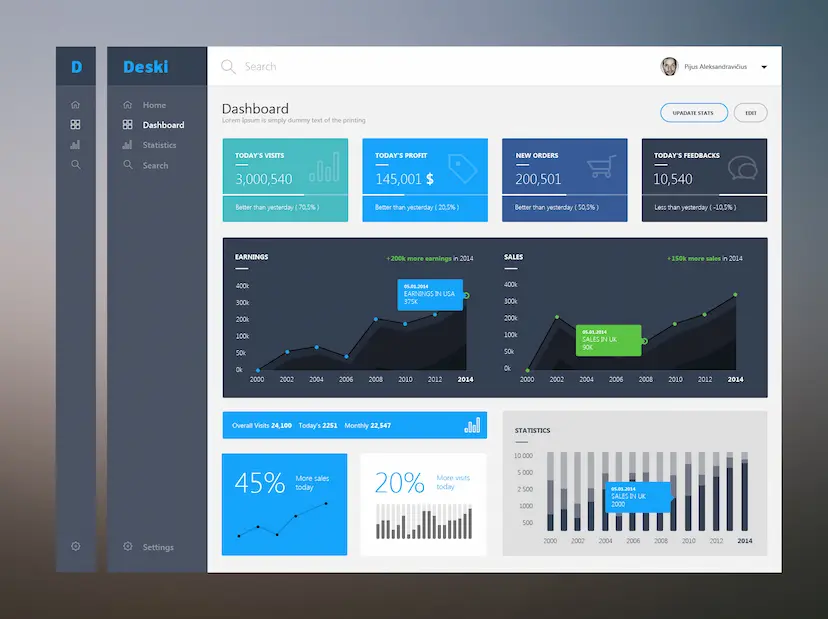 D
Deski
Search
Pijus Aleksandravičius
Home
Dashboard
Statistics
Search
Settings
Dashboard
Lorem Ipsum is simply dummy text of the printing
UPADATE STATS
EDIT
TODAY'S VISITS
3,000,540
Better than yesterday ( 70,5% )
TODAY'S PROFIT
145,001 $
Better than yesterday ( 20,5% )
NEW ORDERS
200,501
Better than yesterday ( 50,5% )
TODAY'S FEEDBACKS
10,540
Less than yesterday ( -10,5% )
EARNINGS
+200k more earnings in 2014
400k
300k
200k
100k
50k
0k
05.01.2014
EARNINGS IN USA
375K
2000 2002 2004 2006 2008 2010 2012 2014
SALES
+150k more sales in 2014
400k
300k
200k
100k
50k
0k
05.01.2014
SALES IN UK
90K
2000 2002 2004 2006 2008 2010 2012 2014
Overall Visits 24,100 Today's 2251 Monthly 22,547
45%
More sales
today
20%
More visits
today
STATISTICS
10 000
5 000
2 500
1000
500
05.01.2014
SALES IN UK
2000
2000 2002 2004 2006 2008 2010 2012 2014